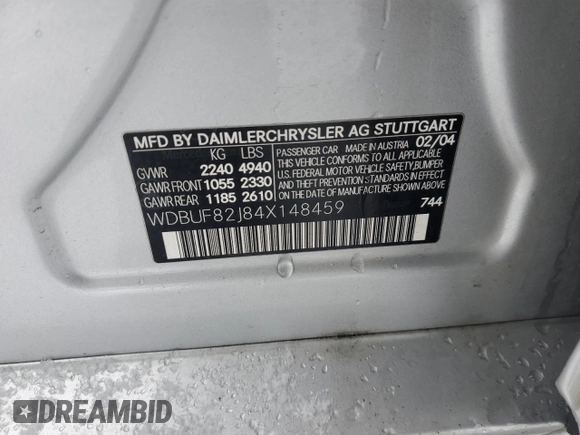 MFD BY DAIMLERCHRYSLER AG STUTTGART
KG LBS
GVWR 2240 4940
GAWR FRONT 1055 2330
GAWR REAR 1185 2610
PASSENGER CAR MADE IN AUSTRIA 02/04
THIS VEHICLE CONFORMS TO ALL APPLICABLE
U.S. FEDERAL MOTOR VEHICLE SAFETY, BUMPER,
AND THEFT PREVENTION STANDARDS IN
EFFECT ON THE DATE OF MANUFACTURE
SHOWN ABOVE
WDBUF82J84X148459
744
DREAMBID